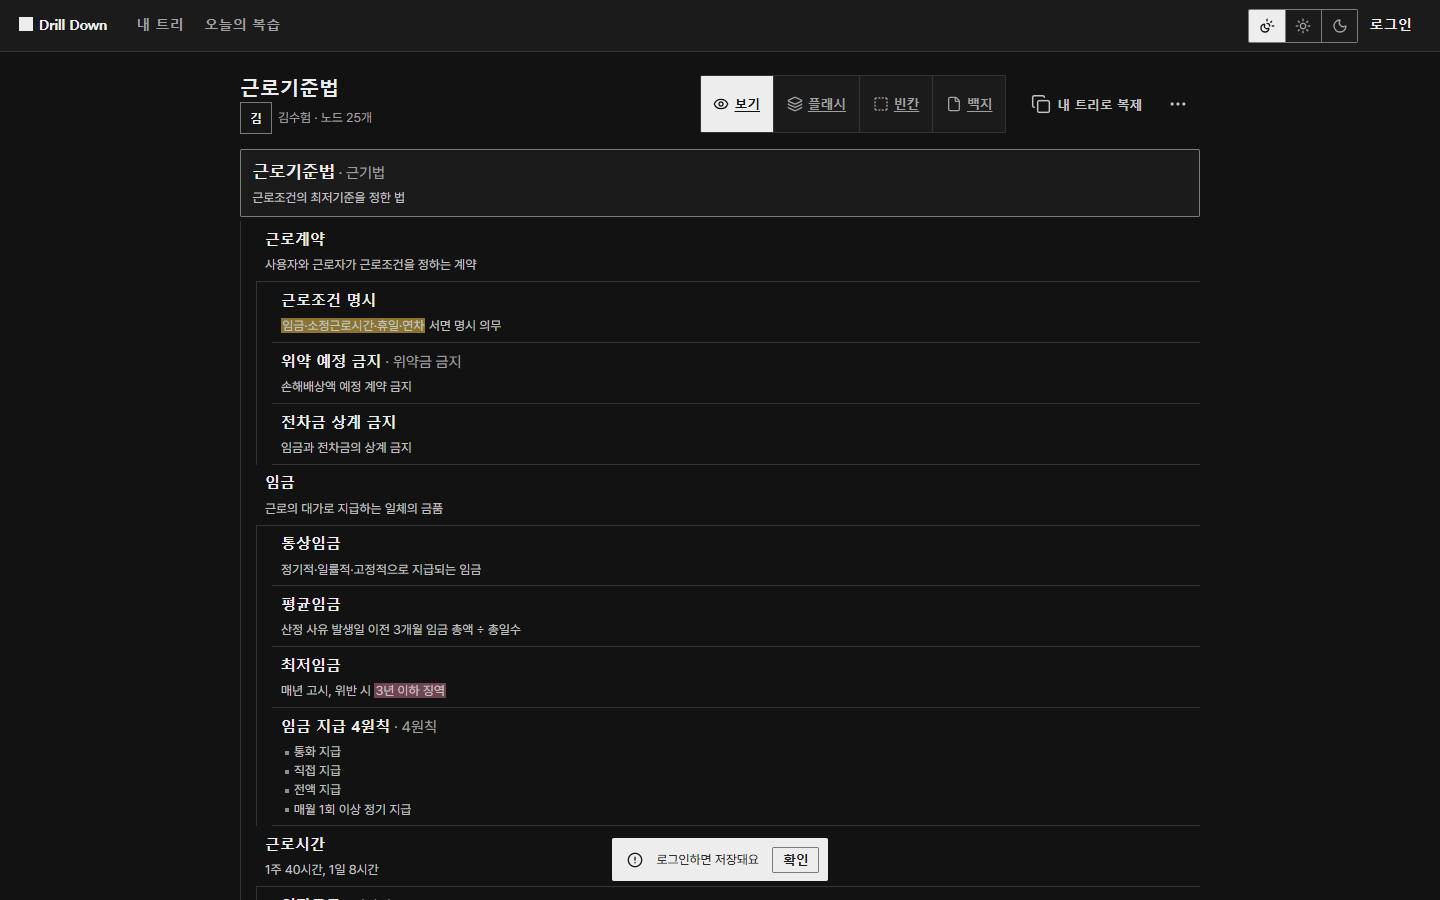 Drill Down 내 트리 오늘의 복습 로그인
근로기준법
김 김수험 · 노드 25개
보기 플래시 빈칸 백지 내 트리로 복제
근로기준법 · 근기법
근로조건의 최저기준을 정한 법
근로계약
사용자와 근로자가 근로조건을 정하는 계약
근로조건 명시
임금·소정근로시간·휴일·연차 서면 명시 의무
위약 예정 금지 · 위약금 금지
손해배상액 예정 계약 금지
전차금 상계 금지
임금과 전차금의 상계 금지
임금
근로의 대가로 지급하는 일체의 금품
통상임금
정기적·일률적·고정적으로 지급되는 임금
평균임금
산정 사유 발생일 이전 3개월 임금 총액 ÷ 총일수
최저임금
매년 고시, 위반 시 3년 이하 징역
임금 지급 4원칙 · 4원칙
통화 지급
직접 지급
전액 지급
매월 1회 이상 정기 지급
근로시간
1주 40시간, 1일 8시간
로그인하면 저장돼요 확인